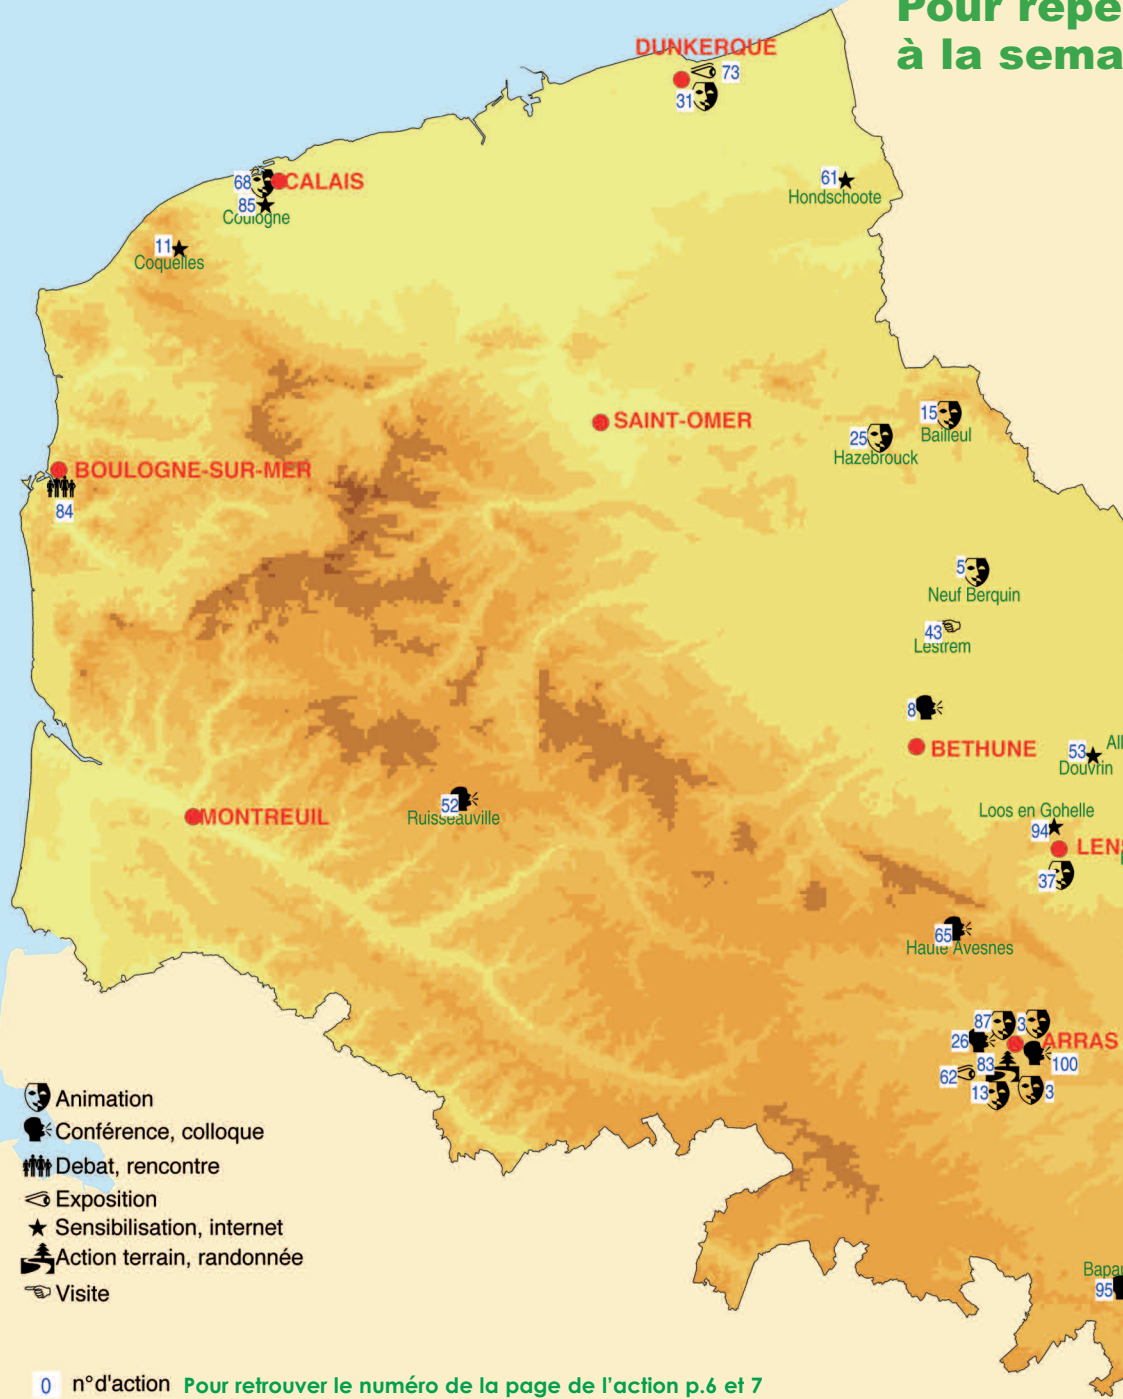 Pour repé
à la sema
DUNKERQUE
73
31
68
CALAIS
85
Coulogne
61
Hondschoote
11
Coquelles
SAINT-OMER
15
Bailleul
25
Hazebrouck
BOULOGNE-SUR-MER
84
5
Neuf Berquin
43
Lestrem
8
BETHUNE
53
All
Douvrin
52
Ruisseauville
MONTREUIL
Loos en Gohelle
94
LENS
37
65
Haute Avesnes
87
3
26
ARRAS
83
100
62
13
3
Animation
Conférence, colloque
Debat, rencontre
Exposition
Sensibilisation, internet
Action terrain, randonnée
Visite
Bapau
95
0 n°d'action Pour retrouver le numéro de la page de l'action p.6 et 7